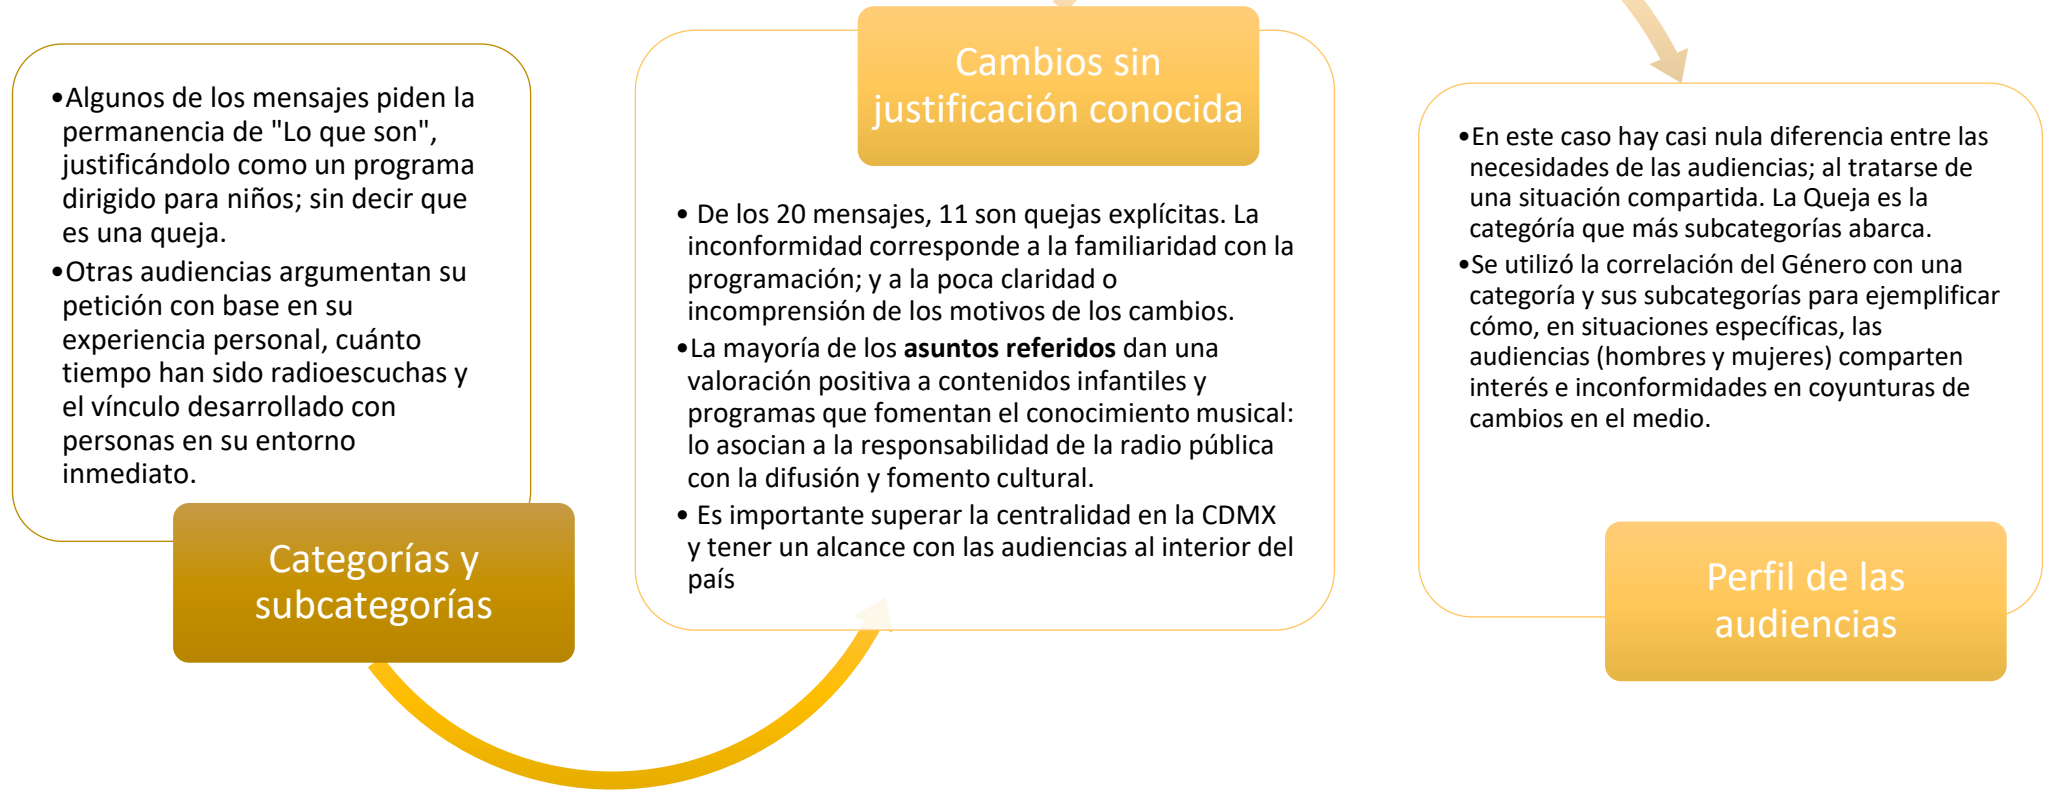 •Algunos de los mensajes piden la
permanencia de "Lo que son",
justificándolo como un programa
dirigido para niños; sin decir que
es una queja.
•Otras audiencias argumentan su
petición con base en su
experiencia personal, cuánto
tiempo han sido radioescuchas y
el vínculo desarrollado con
personas en su entorno
inmediato.
Categorías y
subcategorías
Cambios sin
justificación conocida
• De los 20 mensajes, 11 son quejas explícitas. La
inconformidad corresponde a la familiaridad con la
programación; y a la poca claridad o
incomprensión de los motivos de los cambios.
•La mayoría de los asuntos referidos dan una
valoración positiva a contenidos infantiles y
programas que fomentan el conocimiento musical:
lo asocian a la responsabilidad de la radio pública
con la difusión y fomento cultural.
• Es importante superar la centralidad en la CDMX
y tener un alcance con las audiencias al interior del
país
•En este caso hay casi nula diferencia entre las
necesidades de las audiencias; al tratarse de
una situación compartida. La Queja es la
categóría que más subcategorías abarca.
•Se utilizó la correlación del Género con una
categoría y sus subcategorías para ejemplificar
cómo, en situaciones específicas, las
audiencias (hombres y mujeres) comparten
interés e inconformidades en coyunturas de
cambios en el medio.
Perfil de las
audiencias